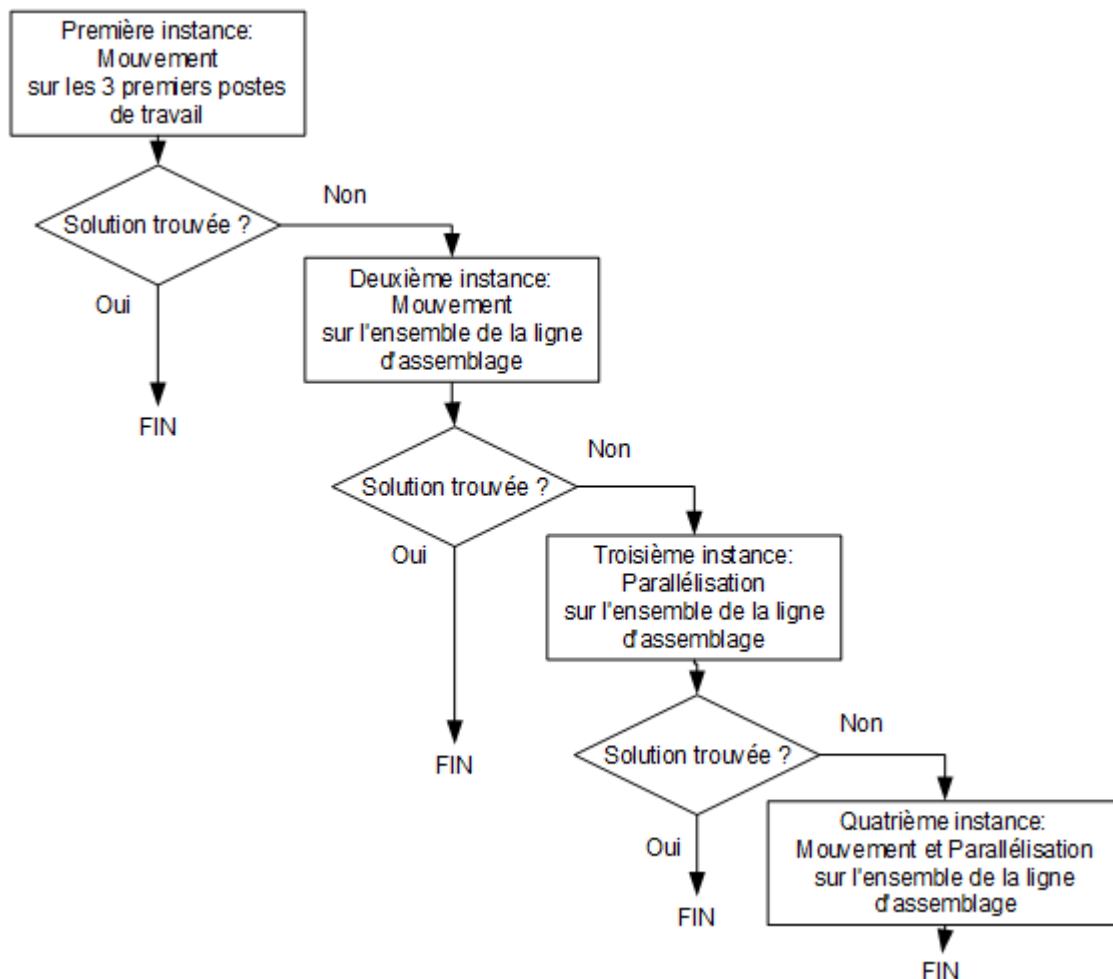 Première instance:
Mouvement
sur les 3 premiers postes
de travail
Solution trouvée ?
Non
Oui
FIN
Deuxième instance:
Mouvement
sur l'ensemble de la ligne
d'assemblage
Solution trouvée ?
Non
Oui
FIN
Troisième instance:
Parallélisation
sur l'ensemble de la ligne
d'assemblage
Solution trouvée ?
Non
Oui
FIN
Quatrième instance:
Mouvement et Parallélisation
sur l'ensemble de la ligne
d'assemblage
FIN